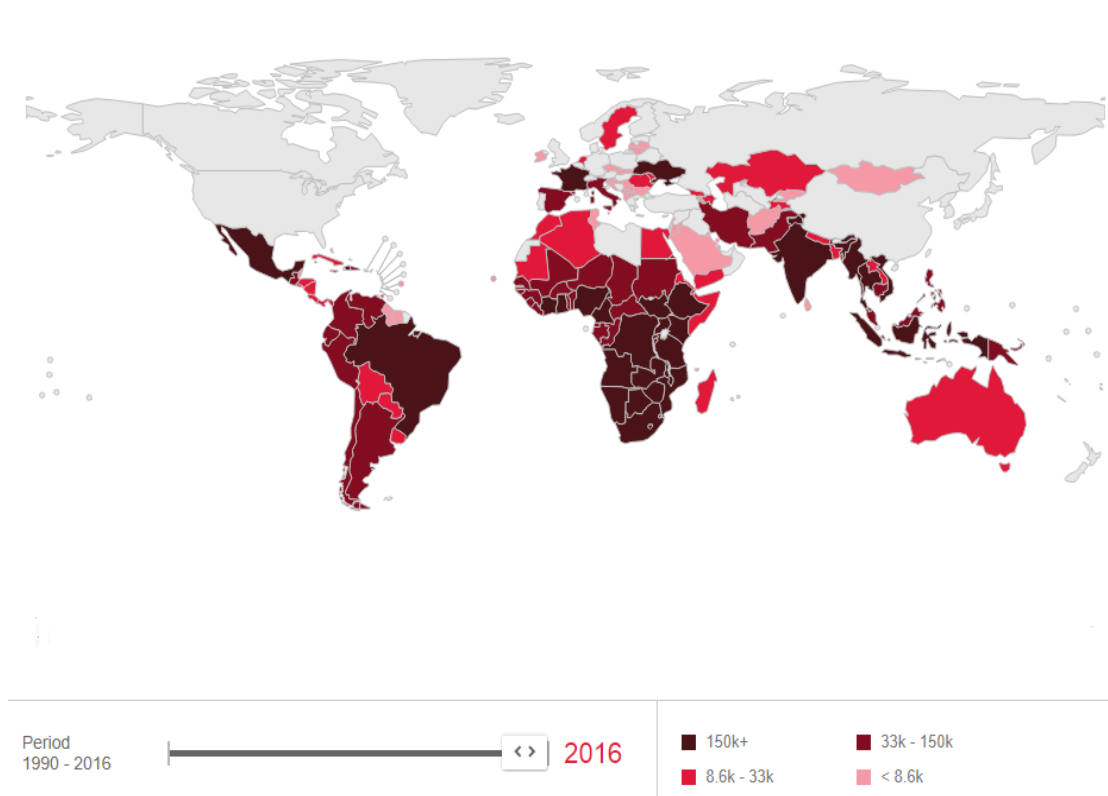 Period
1990 - 2016
< >
2016
150k+
33k - 150k
8.6k - 33k
< 8.6k